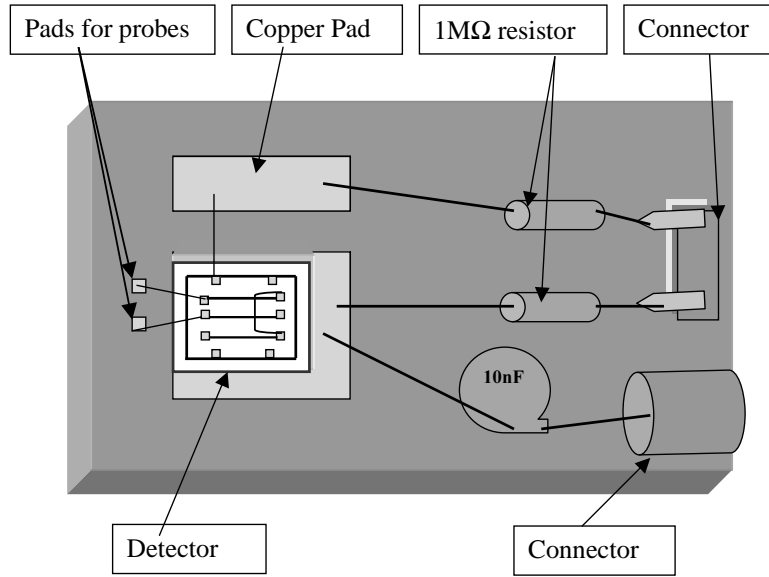 Pads for probes
Copper Pad
1MΩ resistor
Connector
10nF
Detector
Connector